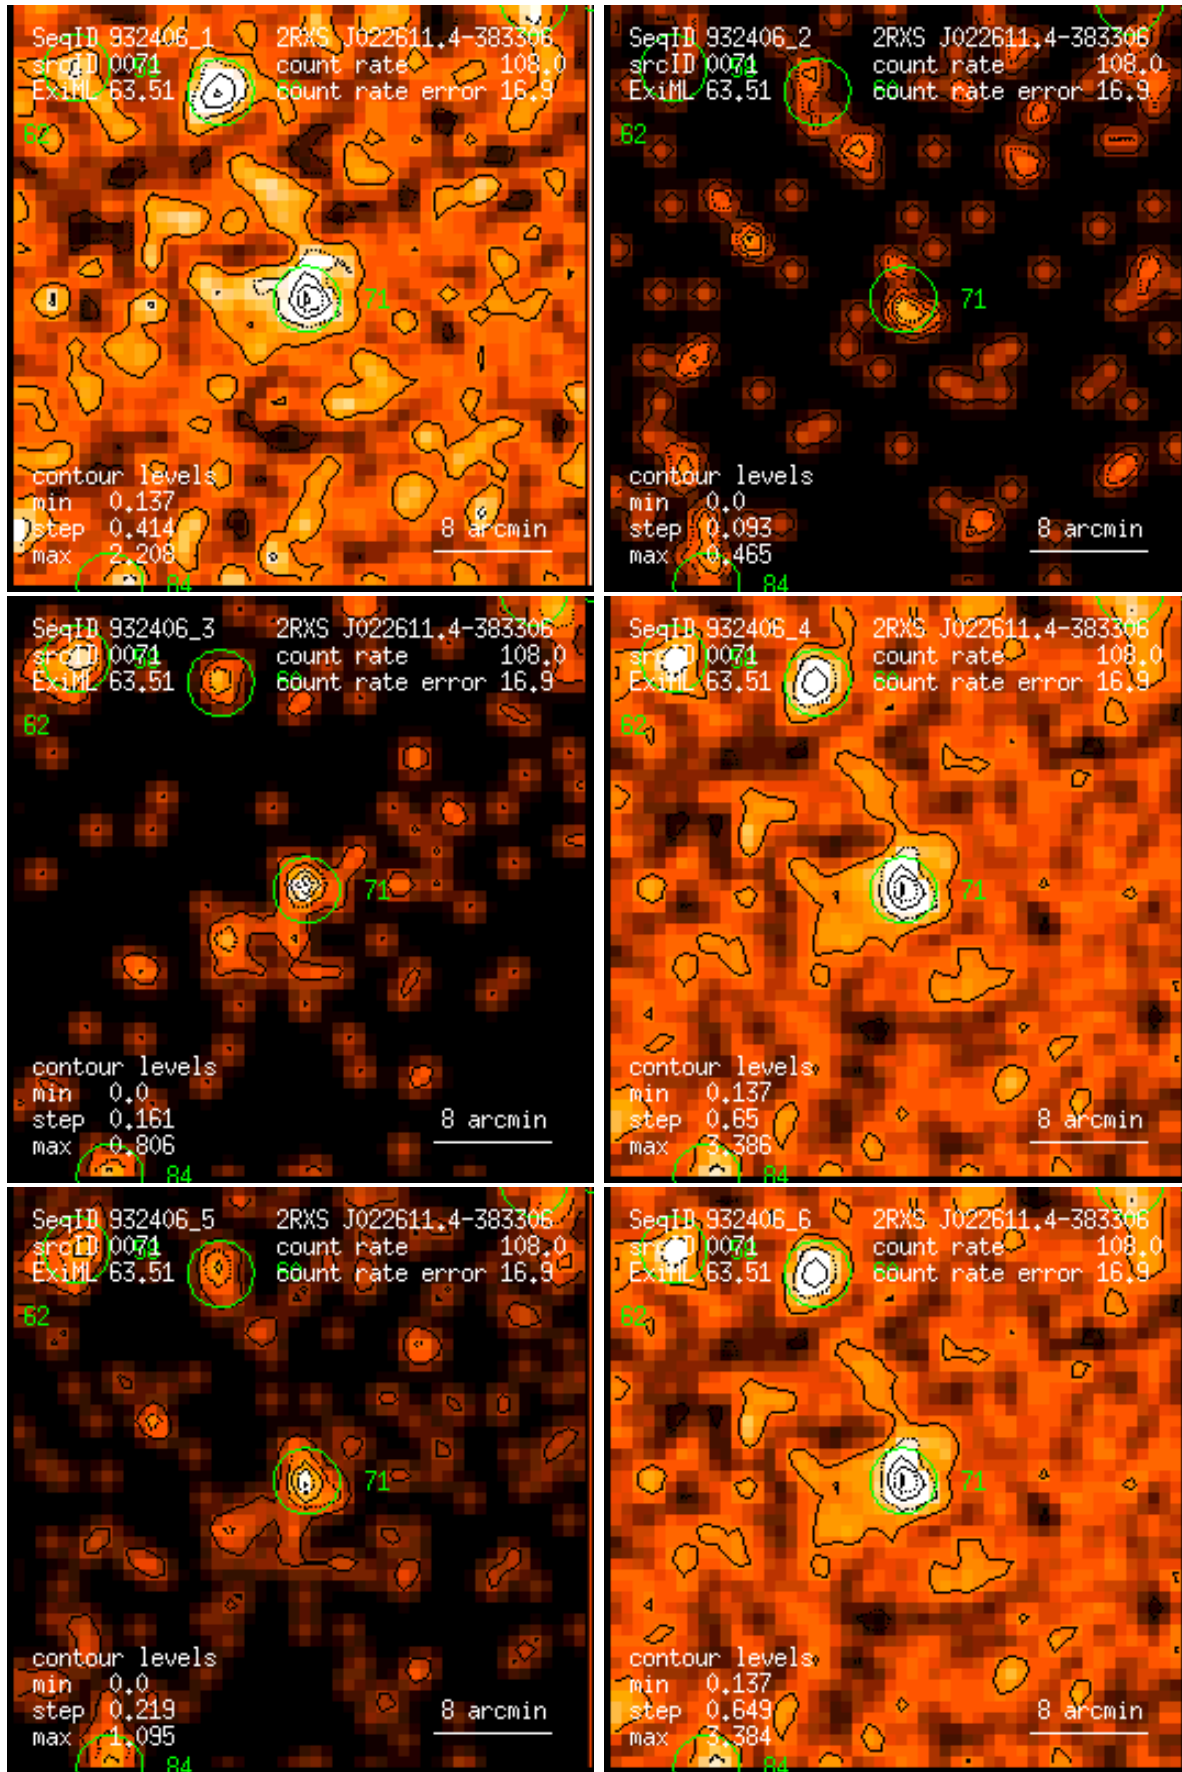 SeqID 932406_1 2RXS J022611.4-383306
srcID 0071 count rate 108.0
ExiML 63.51 count rate error 16.9
62
71
contour levels
min 0.137
step 0.414
max 2.208
8 arcmin
84
SeqID 932406_2 2RXS J022611.4-383306
srcID 0071 count rate 108.0
ExiML 63.51 count rate error 16.9
62
71
contour levels
min 0.0
step 0.093
max 0.465
8 arcmin
84
SeqID 932406_3 2RXS J022611.4-383306
srcID 0071 count rate 108.0
ExiML 63.51 count rate error 16.9
62
71
contour levels
min 0.0
step 0.161
max 0.806
8 arcmin
84
SeqID 932406_4 2RXS J022611.4-383306
srcID 0071 count rate 108.0
ExiML 63.51 count rate error 16.9
62
71
contour levels
min 0.137
step 0.65
max 3.386
8 arcmin
84
SeqID 932406_5 2RXS J022611.4-383306
srcID 0071 count rate 108.0
ExiML 63.51 count rate error 16.9
62
71
contour levels
min 0.0
step 0.219
max 1.095
8 arcmin
84
SeqID 932406_6 2RXS J022611.4-383306
srcID 0071 count rate 108.0
ExiML 63.51 count rate error 16.9
62
71
contour levels
min 0.137
step 0.649
max 3.384
8 arcmin
84